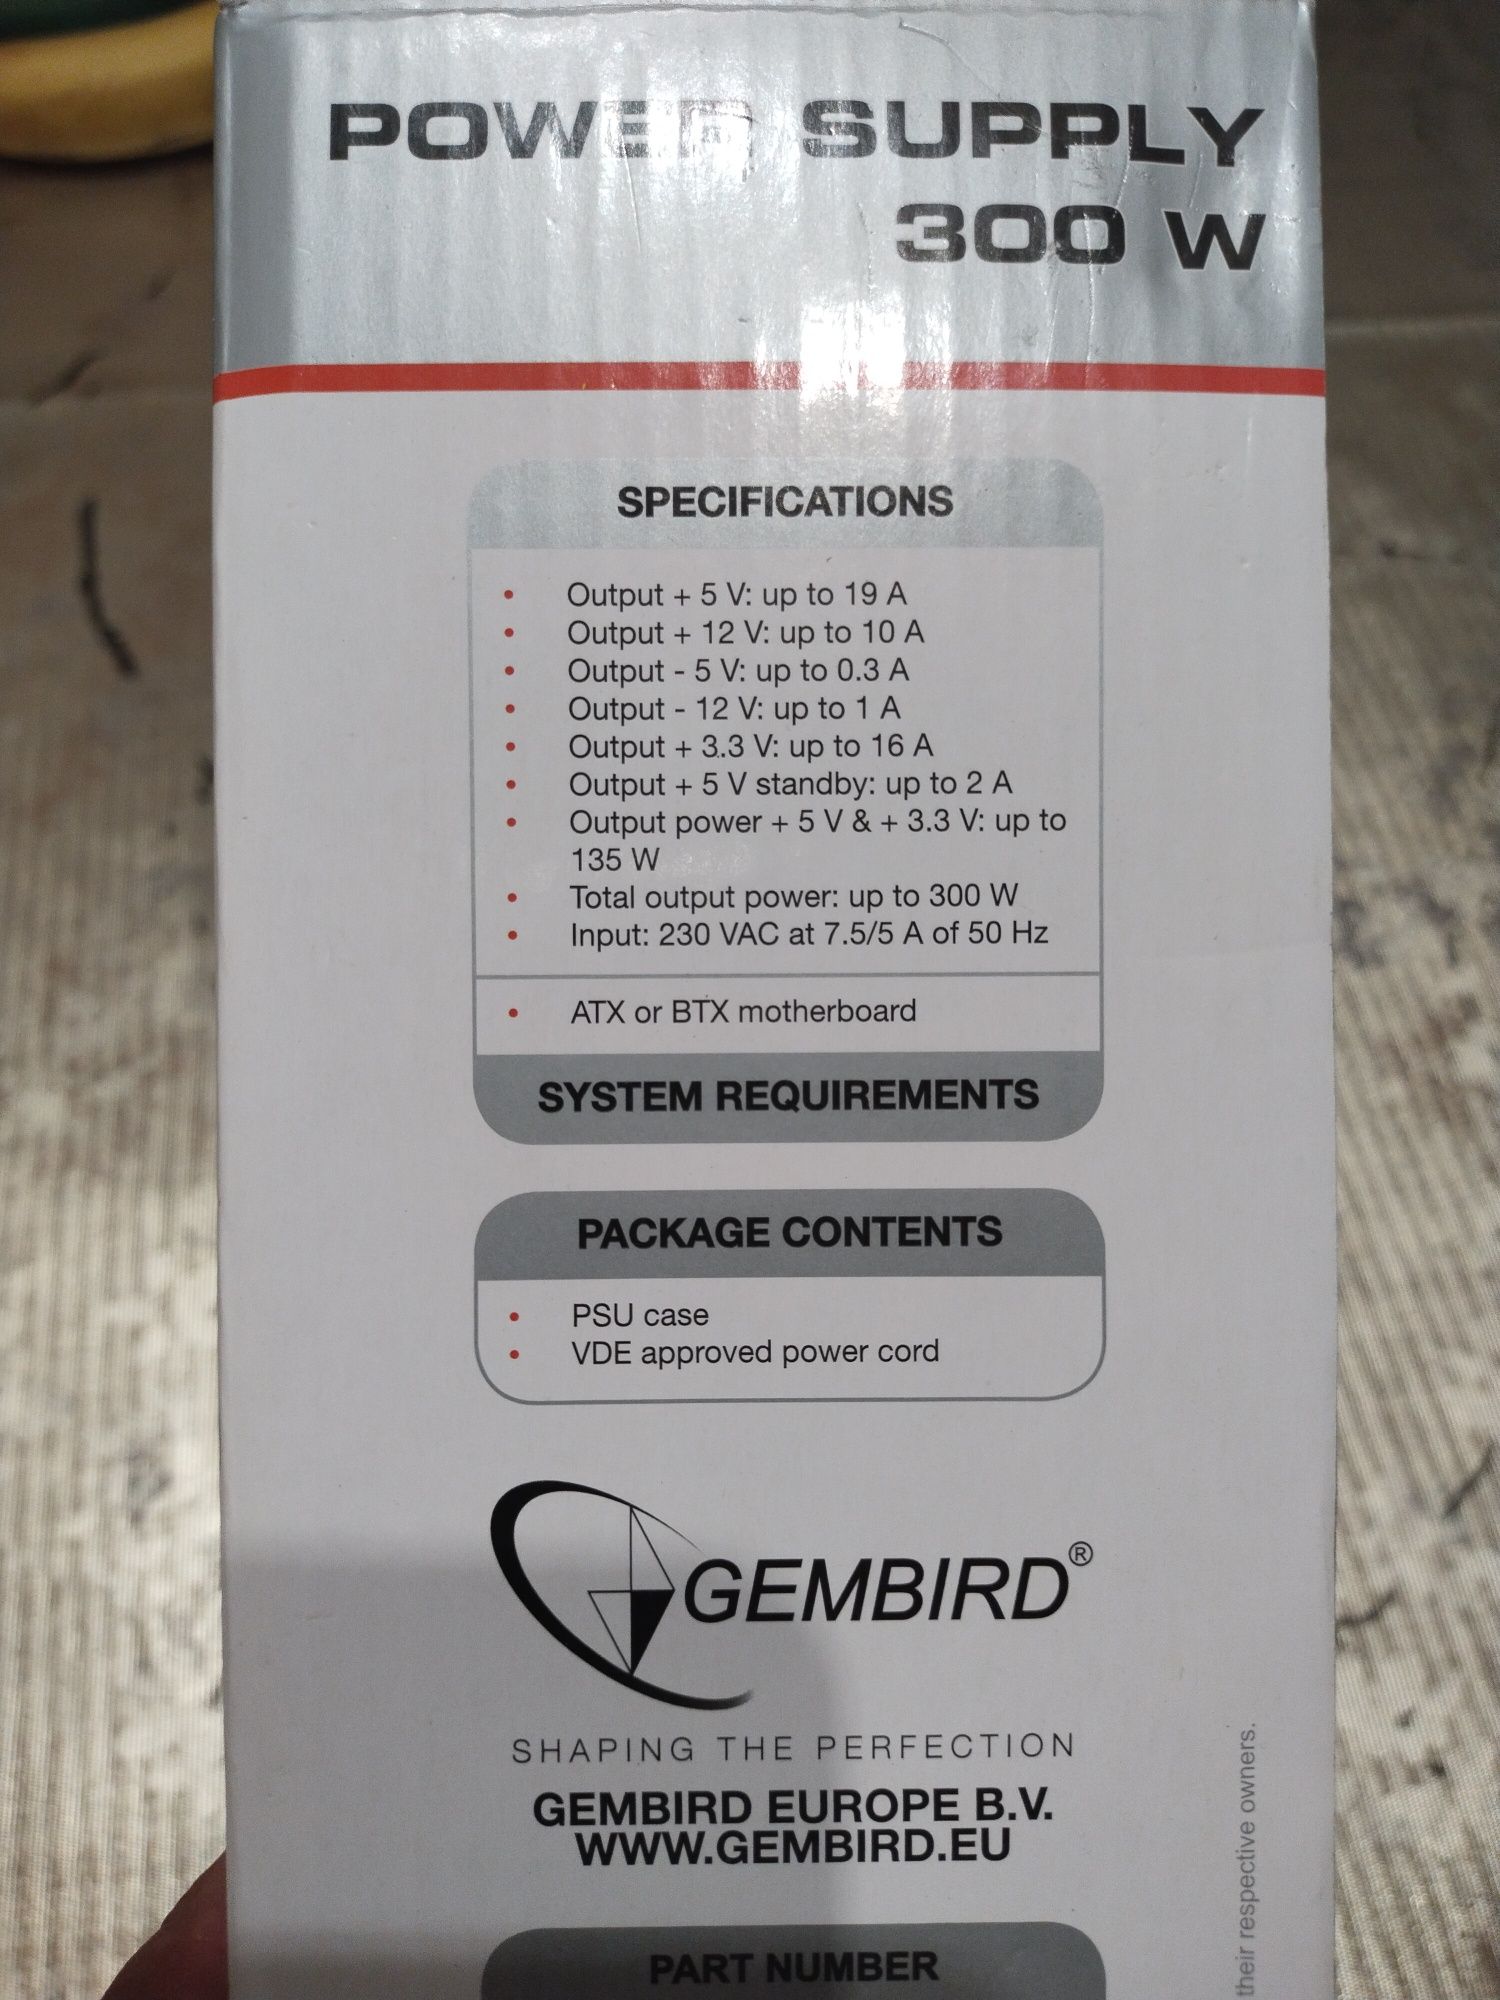 POWER SUPPLY
300 W
SPECIFICATIONS
• Output + 5 V: up to 19 A
• Output + 12 V: up to 10 A
• Output - 5 V: up to 0.3 A
• Output - 12 V: up to 1 A
• Output + 3.3 V: up to 16 A
• Output + 5 V standby: up to 2 A
• Output power + 5 V & + 3.3 V: up to
135 W
• Total output power: up to 300 W
• Input: 230 VAC at 7.5/5 A of 50 Hz
• ATX or BTX motherboard
SYSTEM REQUIREMENTS
PACKAGE CONTENTS
• PSU case
• VDE approved power cord
GEMBIRD®
SHAPING THE PERFECTION
GEMBIRD EUROPE B.V.
WWW.GEMBIRD.EU
PART NUMBER
their respective owners.